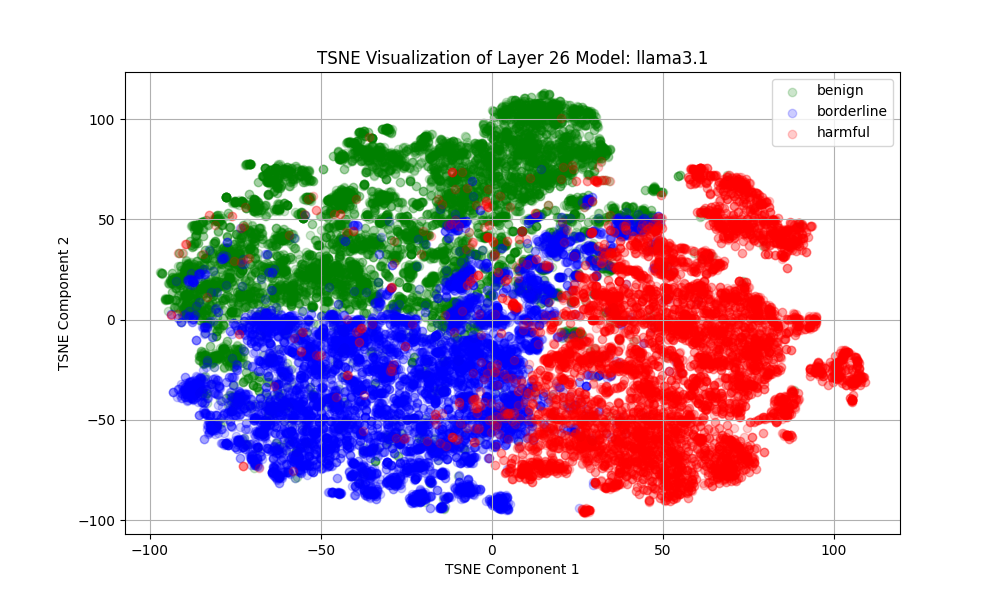 TSNE Visualization of Layer 26 Model: llama3.1
benign
borderline
harmful
TSNE Component 2
100
50
0
−50
−100
−100
−50
0
50
100
TSNE Component 1